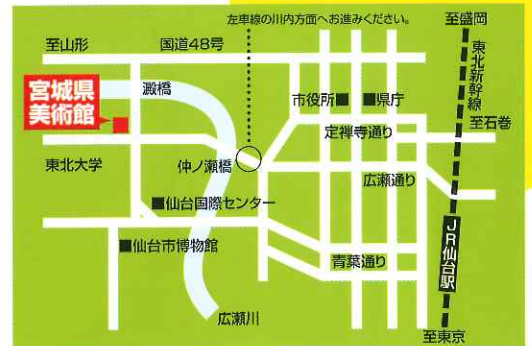 左車線の川内方面へお進みください。
至盛岡
至山形
国道48号
東北新幹線
宮城県
美術館
澱橋
市役所■
■県庁
至石巻
定禅寺通り
東北大学
仲ノ瀬橋
広瀬通り
■仙台国際センター
JR仙台駅
■仙台市博物館
青葉通り
広瀬川
至東京